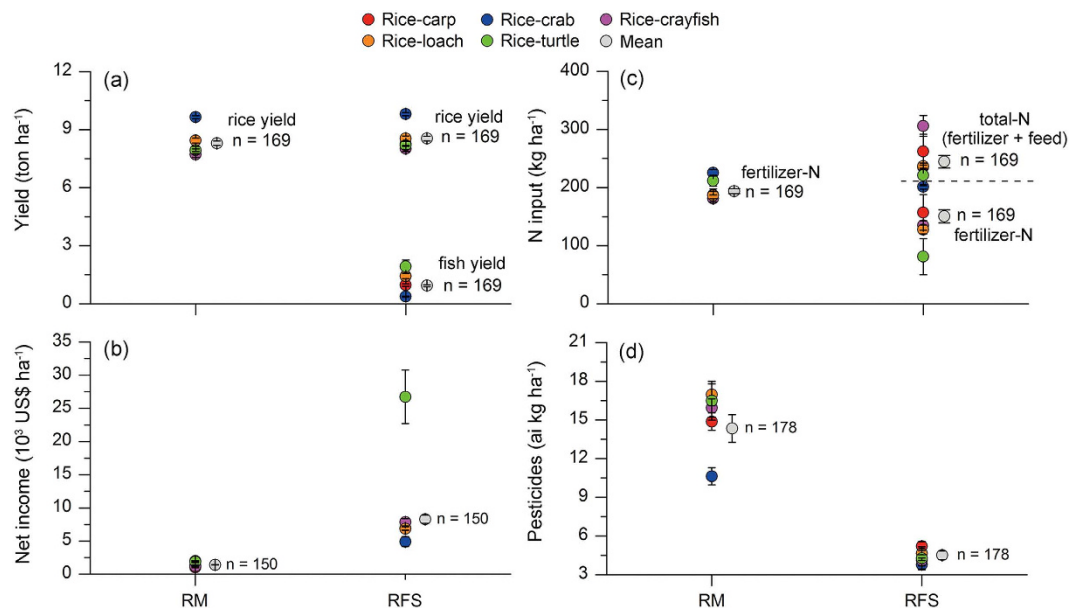 Rice-carp Rice-crab Rice-crayfish
Rice-loach Rice-turtle Mean
(a)
Yield (ton ha⁻¹)
12
9
6
3
0
rice yield
n = 169
rice yield
n = 169
fish yield
n = 169
(c)
N input (kg ha⁻¹)
400
300
200
100
0
fertilizer-N
n = 169
total-N
(fertilizer + feed)
n = 169
n = 169
fertilizer-N
(b)
Net income (10³ US$ ha⁻¹)
35
30
25
20
15
10
5
0
n = 150
n = 150
RM RFS
(d)
Pesticides (ai kg ha⁻¹)
21
18
15
12
9
6
3
n = 178
n = 178
RM RFS